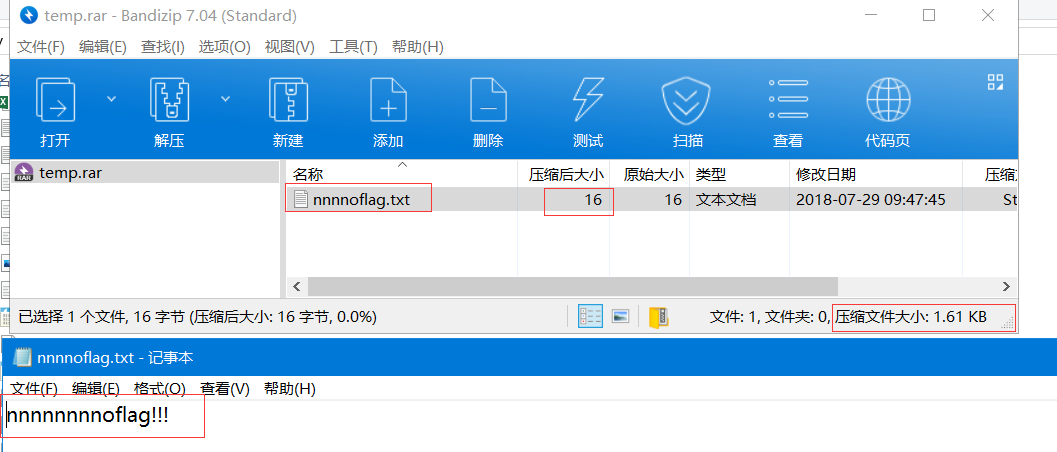 temp.rar - Bandizip 7.04 (Standard)
文件(F) 编辑(E) 查找(I) 选项(O) 视图(V) 工具(T) 帮助(H)
打开 解压 新建 添加 删除 测试 扫描 查看 代码页
RAR temp.rar
名称 压缩后大小 原始大小 类型 修改日期 压缩
nnnnoflag.txt 16 16 文本文档 2018-07-29 09:47:45 St
已选择 1 个文件, 16 字节 (压缩后大小: 16 字节, 0.0%) 文件: 1, 文件夹: 0, 压缩文件大小: 1.61 KB
nnnnoflag.txt - 记事本
文件(F) 编辑(E) 格式(O) 查看(V) 帮助(H)
nnnnnnnnoflag!!!